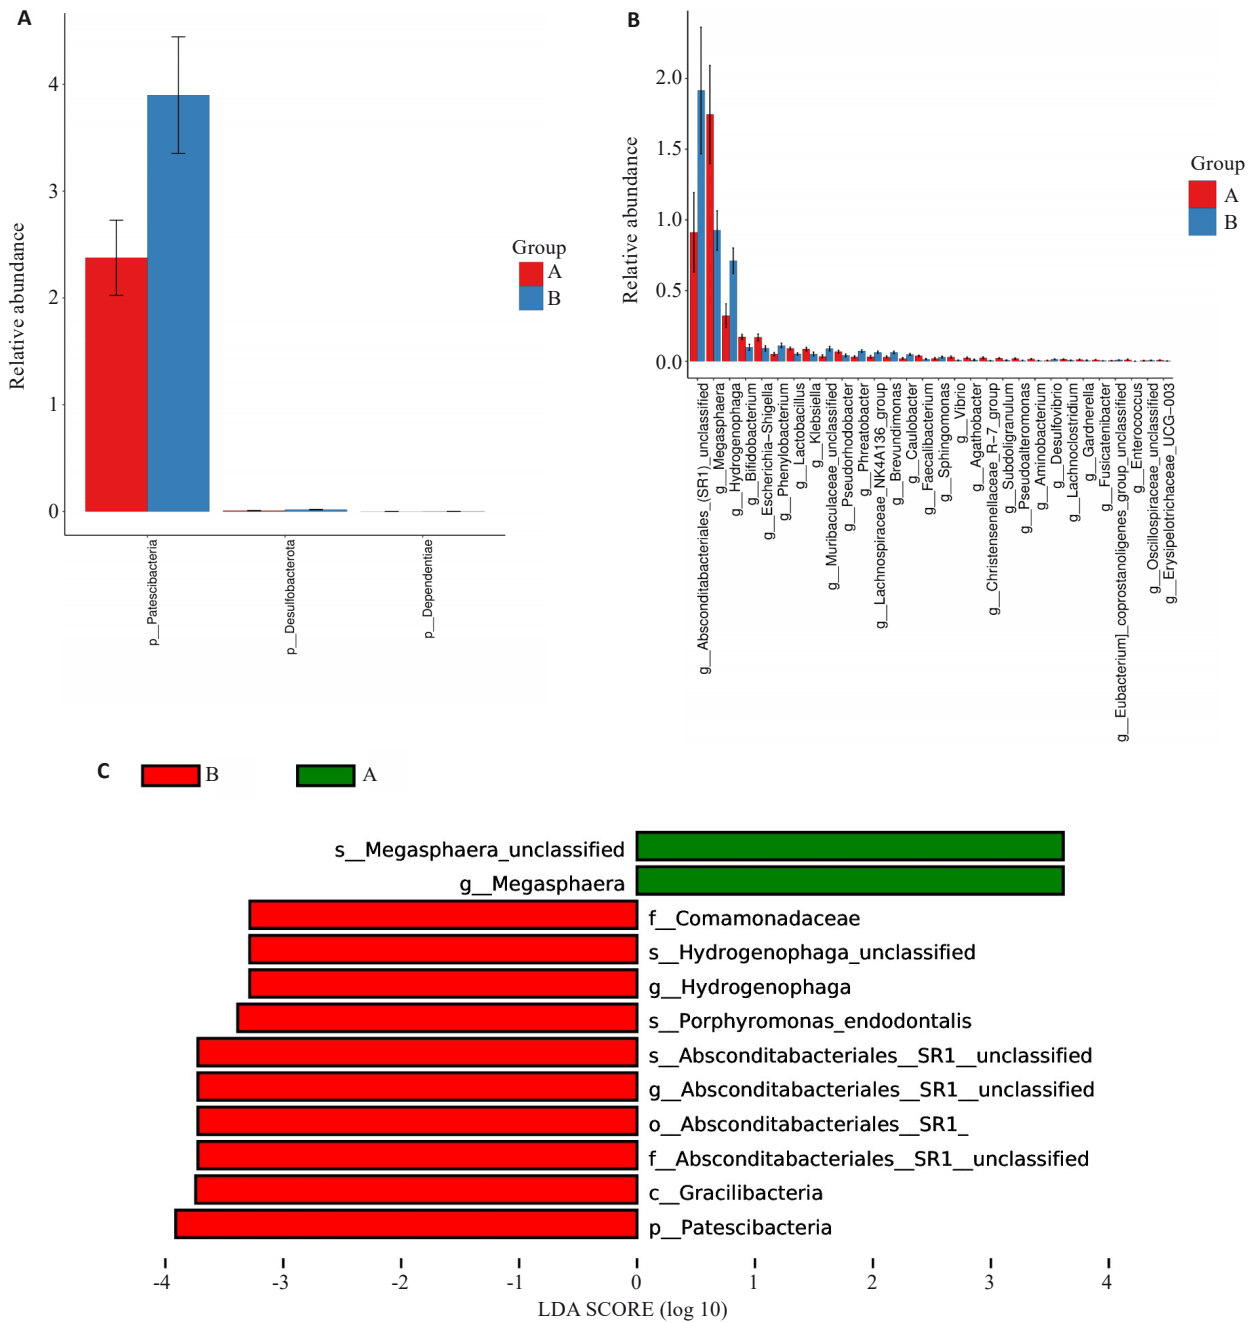 A
Relative abundance
4
3
2
1
0
p__Patescibacteria
p__Desulfobacterota
p__Dependentiae
Group
A
B
B
Relative abundance
2.0
1.5
1.0
0.5
0.0
g__Absconditabacteriales_(SR1)_unclassified
g__Megasphaera
g__Hydrogenophaga
g__Bifidobacterium
g__Escherichia–Shigella
g__Phenylobacterium
g__Lactobacillus
g__Klebsiella
g__Muribaculaceae_unclassified
g__Pseudorhodobacter
g__Phreatobacter
g__Lachnospiraceae_NK4A136_group
g__Brevundimonas
g__Caulobacter
g__Faecalibacterium
g__Sphingomonas
g__Vibrio
g__Agathobacter
g__Christensenellaceae_R–7_group
g__Subdoligranulum
g__Pseudoalteromonas
g__Aminobacterium
g__Desulfovibrio
g__Lachnoclostridium
g__Gardnerella
g__Fusicatenibacter
g__Eubacterium]_coprostanoligenes_group_unclassified
g__Enterococcus
g__Oscillospiraceae_unclassified
g__Erysipelotrichaceae_UCG–003
Group
A
B
C
B
A
s__Megasphaera_unclassified
g__Megasphaera
f__Comamonadaceae
s__Hydrogenophaga_unclassified
g__Hydrogenophaga
s__Porphyromonas_endodontalis
s__Absconditabacteriales__SR1__unclassified
g__Absconditabacteriales__SR1__unclassified
o__Absconditabacteriales__SR1_
f__Absconditabacteriales__SR1__unclassified
c__Gracilibacteria
p__Patescibacteria
-4 -3 -2 -1 0 1 2 3 4
LDA SCORE (log 10)